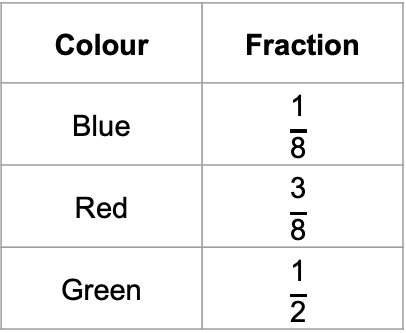 Colour Fraction
Blue 1/8
Red 3/8
Green 1/2